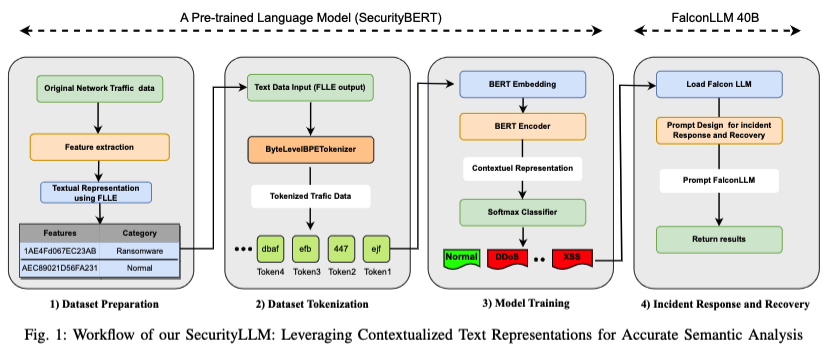 A Pre-trained Language Model (SecurityBERT)
FalconLLM 40B
Original Network Traffic data
Feature extraction
Textual Representation
using FLLE
Features Category
1AE4Fd067EC23AB Ransomware
AEC89021D56FA231 Normal
1) Dataset Preparation
Text Data Input (FLLE output)
ByteLevelBPETokenizer
Tokenized Trafic Data
dbaf efb 447 ejf
Token4 Token3 Token2 Token1
2) Dataset Tokenization
BERT Embedding
BERT Encoder
Contextuel Representation
Softmax Classifier
Normal DDoS XSS
3) Model Training
Load Falcon LLM
Prompt Design for incident
Response and Recovery
Prompt FalconLLM
Return results
4) Incident Response and Recovery
Fig. 1: Workflow of our SecurityLLM: Leveraging Contextualized Text Representations for Accurate Semantic Analysis